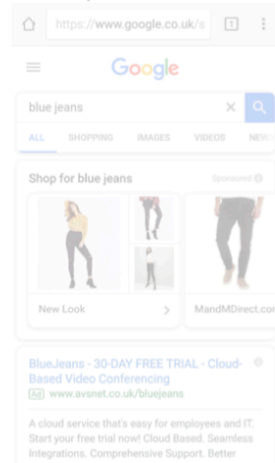 https://www.google.co.uk/s 1
Google
blue jeans
ALL SHOPPING IMAGES VIDEOS
Shop for blue jeans Sponsored
New Look MandMDirect.com
BlueJeans - 30-DAY FREE TRIAL - Cloud-
Based Video Conferencing
Ad www.avsnet.co.uk/bluejeans
A cloud service that's easy for employees and IT.
Start your free trial now! Cloud Based. Seamless
Integrations. Comprehensive Support. Better